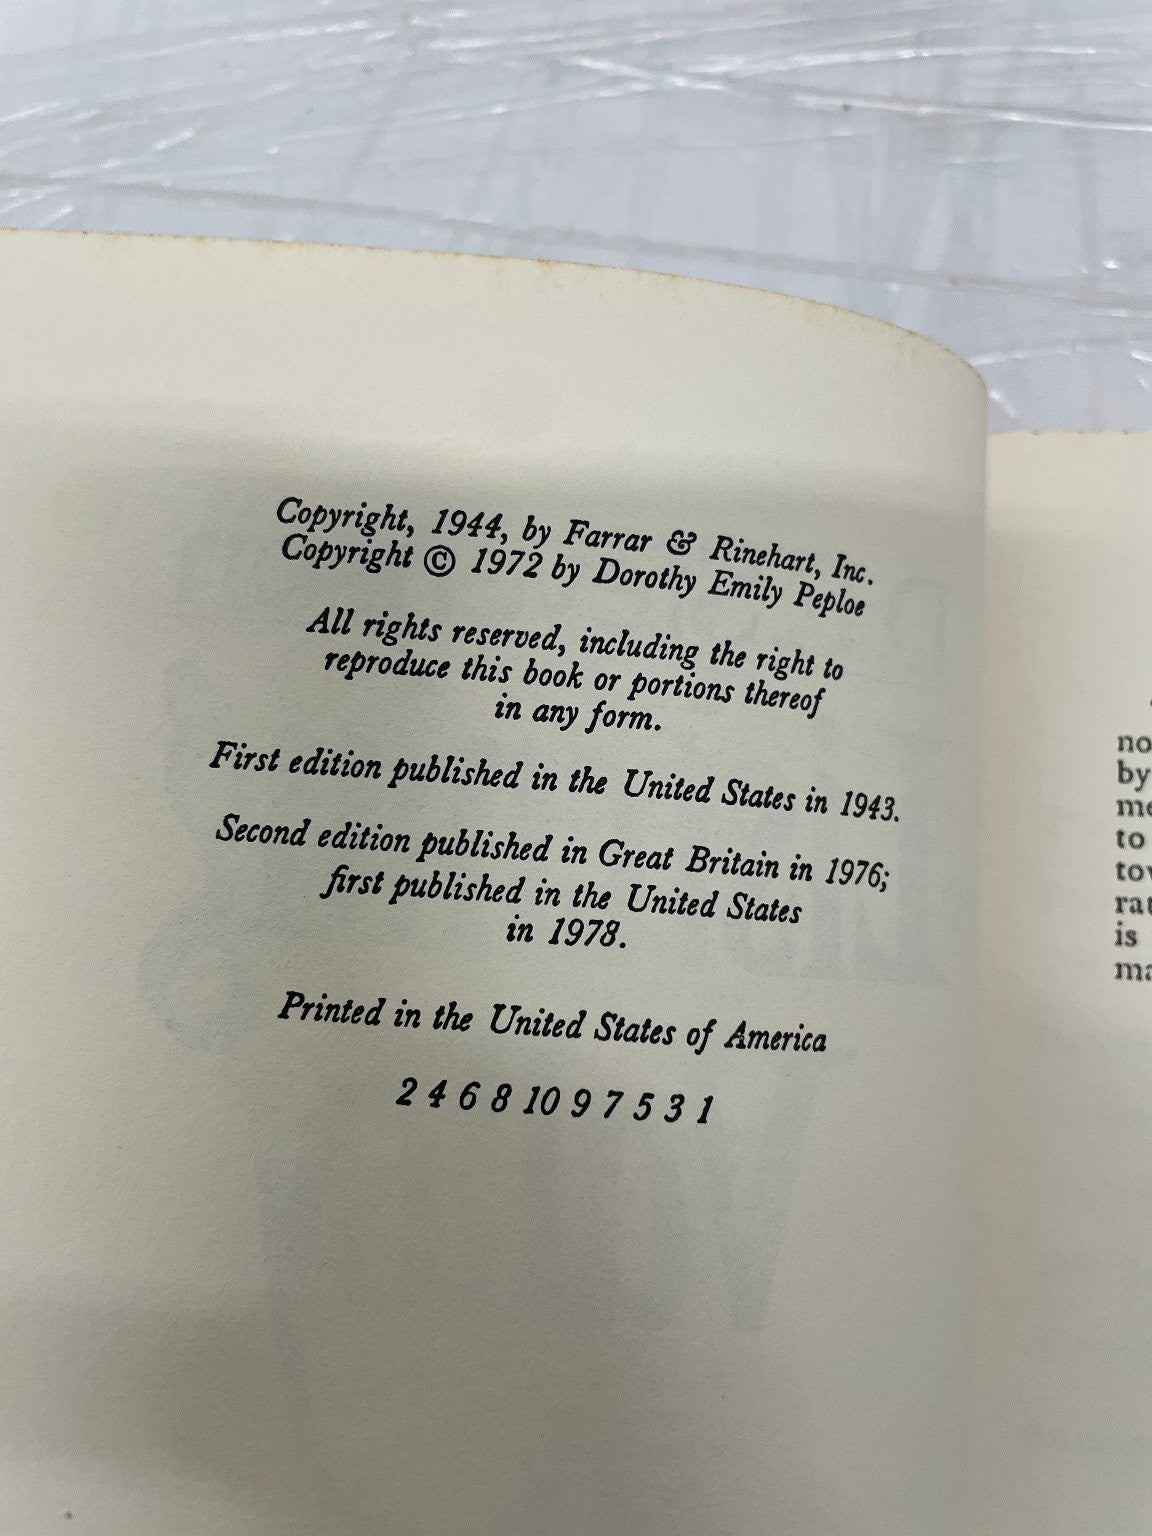 Copyright, 1944, by Farrar & Rinehart, Inc.
Copyright © 1972 by Dorothy Emily Peploe
All rights reserved, including the right to
reproduce this book or portions thereof
in any form.
First edition published in the United States in 1943.
Second edition published in Great Britain in 1976;
first published in the United States
in 1978.
Printed in the United States of America
2 4 6 8 10 9 7 5 3 1
by
to
is